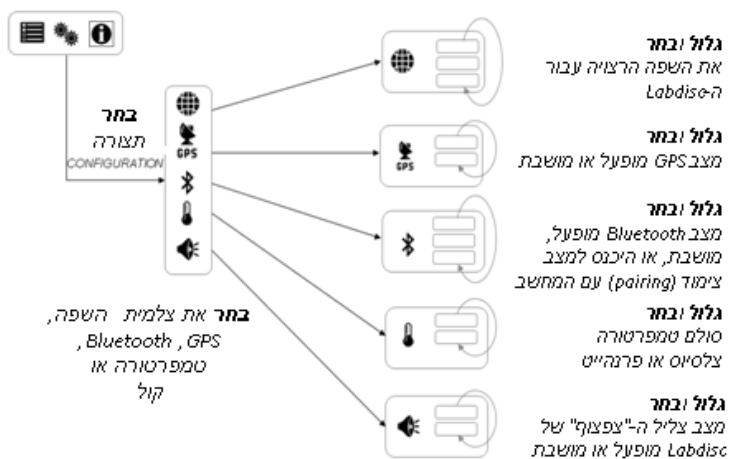 בחר
תצורה
CONFIGURATION
GPS
בחר את צלמית השפה,
GPS , Bluetooth ,
טמפרטורה או
קול
גלול ובחר
את השפה הרצויה עבור
ה-Labdisc
GPS
גלול ובחר
מצב GPS מופעל או מושבת
גלול ובחר
מצב Bluetooth מופעל,
מושבת, או היכנס למצב
צימוד (pairing) עם המחשב
גלול ובחר
סולם טמפרטורה
צלסיוס או פרנהייט
גלול ובחר
מצב צליל ה-"צפצוף" של
Labdisc מופעל או מושבת